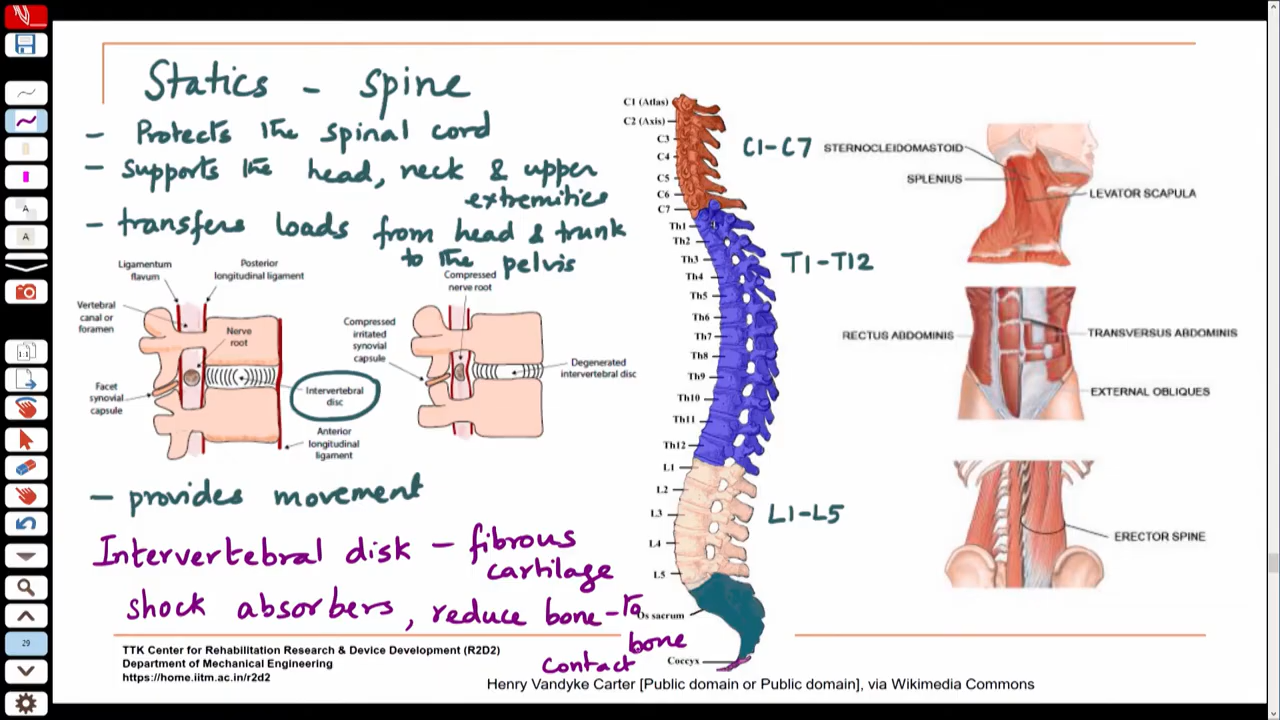 Statics - Spine
- Protects the spinal cord
- Supports the head, neck & upper
extremities
- transfers loads from head & trunk
to the pelvis
Ligamentum
flavum
Posterior
longitudinal ligament
Vertebral
canal or
foramen
Nerve
root
Facet
synovial
capsule
Intervertebral
disc
Anterior
longitudinal
ligament
Compressed
nerve root
Compressed
irritated
synovial
capsule
Degenerated
intervertebral disc
- provides movement
Intervertebral disk - fibrous
cartilage
shock absorbers, reduce bone-to
bone
contact
C1 (Atlas)
C2 (Axis)
C3
C4
C5
C6
C7
Th1
Th2
Th3
Th4
Th5
Th6
Th7
Th8
Th9
Th10
Th11
Th12
L1
L2
L3
L4
L5
Os sacrum
Coccyx
C1-C7
T1-T12
L1-L5
STERNOCLEIDOMASTOID
SPLENIUS
LEVATOR SCAPULA
RECTUS ABDOMINIS
TRANSVERSUS ABDOMINIS
EXTERNAL OBLIQUES
ERECTOR SPINE
TTK Center for Rehabilitation Research & Device Development (R2D2)
Department of Mechanical Engineering
https://home.iitm.ac.in/r2d2
Henry Vandyke Carter [Public domain or Public domain], via Wikimedia Commons
A
A
1:1
29